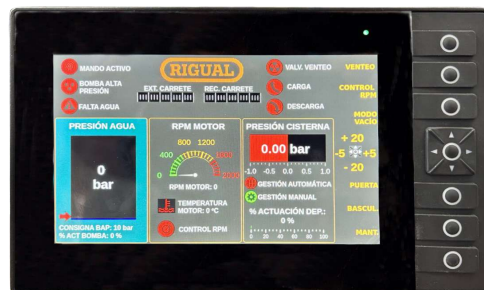 MANDO ACTIVO
BOMBA ALTA
PRESIÓN
FALTA AGUA
RIGUAL
EXT. CARRETE
REC. CARRETE
VALV. VENTEO
CARGA
DESCARGA
VENTEO
CONTROL
RPM
MODO
VACÍO
+ 20
-5
+5
- 20
PUERTA
BASCUL.
MANT.
PRESIÓN AGUA
0
bar
CONSIGNA BAP: 10 bar
% ACT BOMBA: 0 %
RPM MOTOR
0 400 600 1200
RPM MOTOR: 0
TEMPERATURA
MOTOR: 0 ºC
CONTROL RPM
PRESIÓN CISTERNA
0.00 bar
-1.0 -0.5 0.0 0.5 1.0
GESTIÓN AUTOMÁTICA
GESTIÓN MANUAL
% ACTUACIÓN DEP.:
0 %
0 20 40 60 80 100